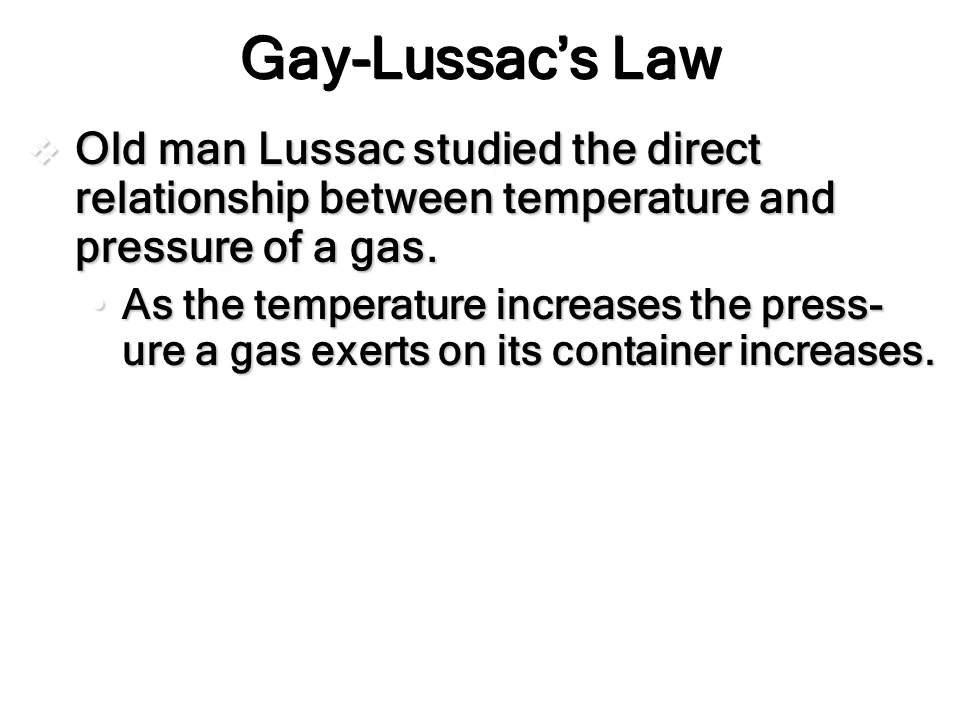 Gay-Lussac’s Law
Old man Lussac studied the direct
relationship between temperature and
pressure of a gas.
As the temperature increases the press-
ure a gas exerts on its container increases.